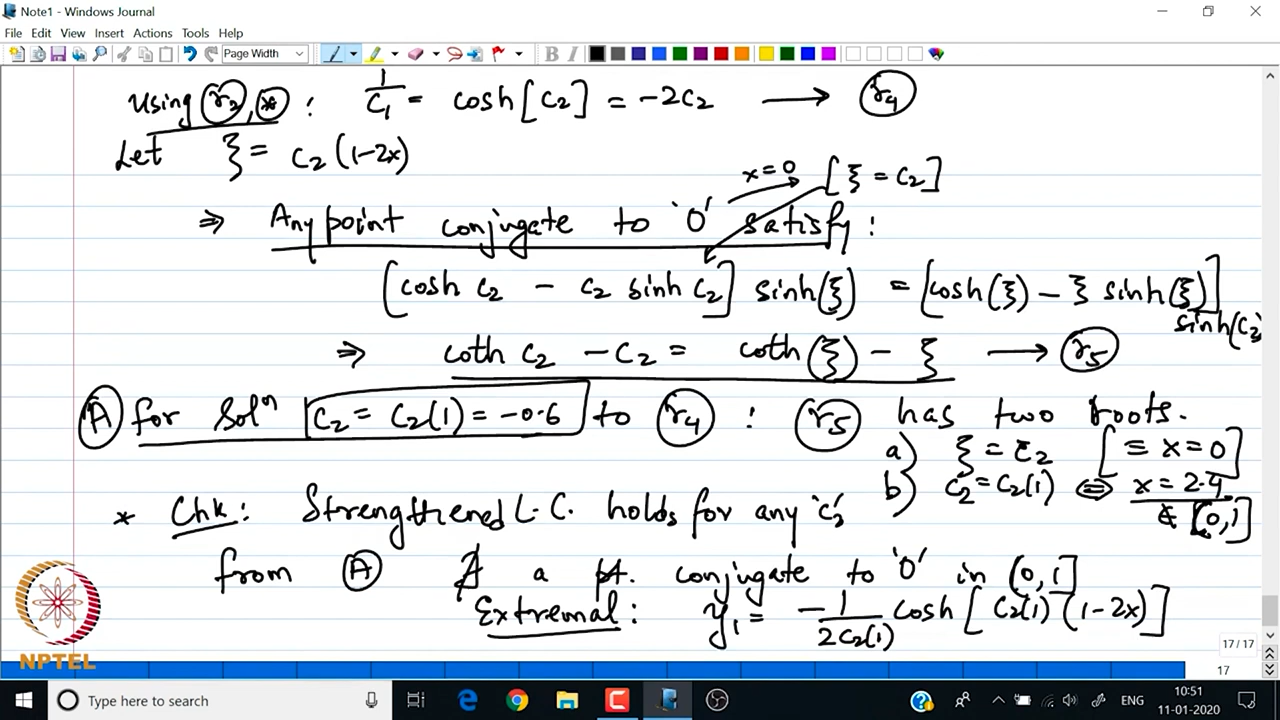 Note1 - Windows Journal
File Edit View Insert Actions Tools Help
Page Width
B I
Using (r2), (*) : 1/C1 = cosh[C2] = -2C2 → (r4)
Let ξ = C2 (1-2x)
x=0 [ξ = C2]
⇒ Any point conjugate to '0' satisfy :
[cosh C2 - C2 sinh C2] sinh(ξ) = [cosh(ξ) - ξ sinh(ξ)]
sinh(C2)
⇒ coth C2 - C2 = coth(ξ) - ξ → (r5)
(A) for Solⁿ C2 = C2(1) = -0.6 to (r4) : (r5) has two roots.
a) ξ = C2 [≡ x=0]
b) C2 = C2(1) ⇔ x = 2.4
∉ [0,1]
* Chk : Strengthened L.C. holds for any 'C2'
from (A) ∄ a pt. conjugate to '0' in (0,1]
Extremal : y1 = -1/2C2(1) cosh[C2(1) (1-2x)]
NPTEL
17 / 17
17
Type here to search
ENG
10:51
11-01-2020